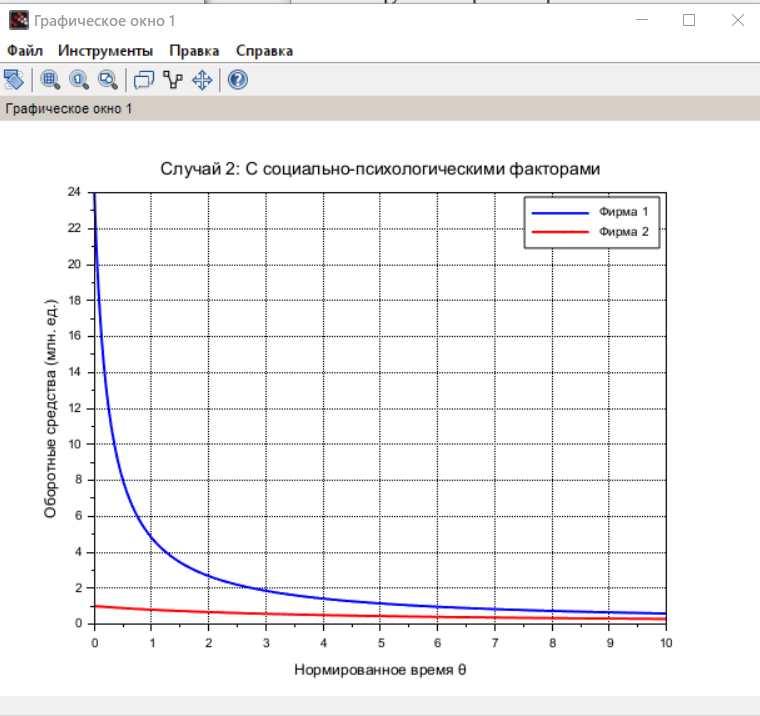 Графическое окно 1
Файл Инструменты Правка Справка
Графическое окно 1
Случай 2: С социально-психологическими факторами
Фирма 1
Фирма 2
24
22
20
18
16
14
12
10
8
6
4
2
0
Оборотные средства (млн. ед.)
0 1 2 3 4 5 6 7 8 9 10
Нормированное время θ